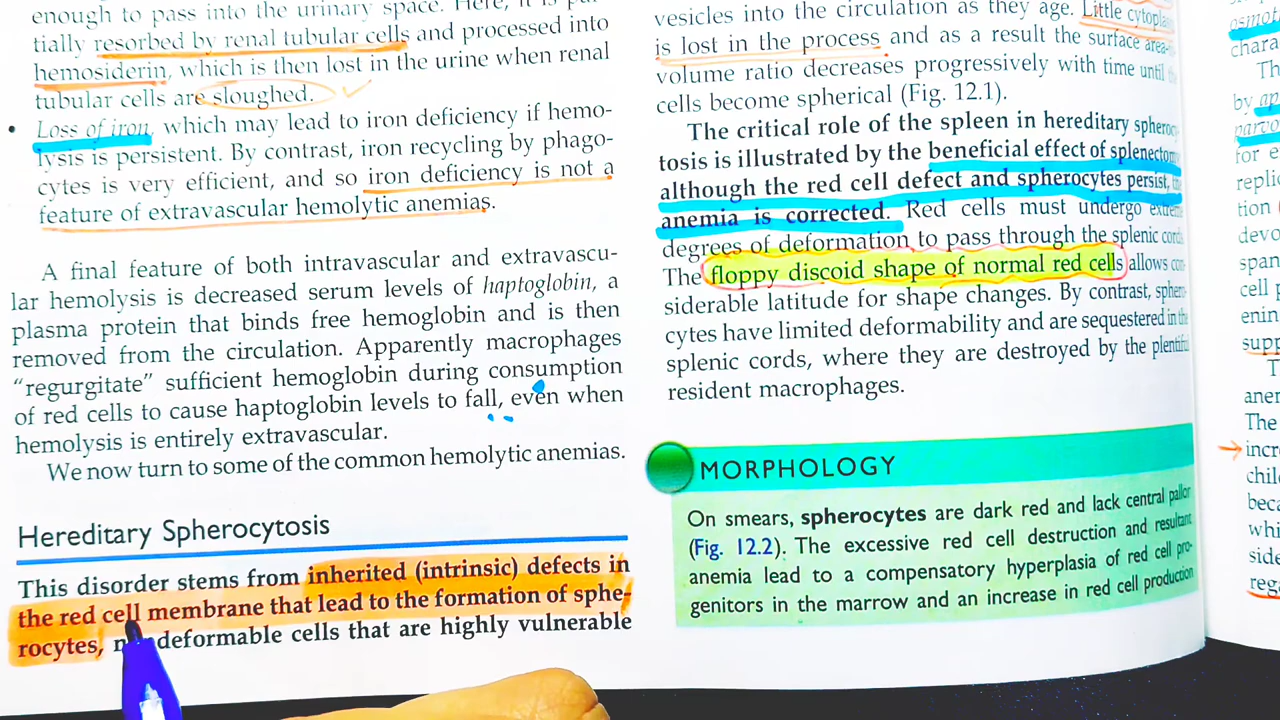 enough to pass into the urinary space. Here, it is par-
tially resorbed by renal tubular cells and processed into
hemosiderin, which is then lost in the urine when renal
tubular cells are sloughed.
• Loss of iron, which may lead to iron deficiency if hemo-
lysis is persistent. By contrast, iron recycling by phago-
cytes is very efficient, and so iron deficiency is not a
feature of extravascular hemolytic anemias.
A final feature of both intravascular and extravascu-
lar hemolysis is decreased serum levels of haptoglobin, a
plasma protein that binds free hemoglobin and is then
removed from the circulation. Apparently macrophages
“regurgitate” sufficient hemoglobin during consumption
of red cells to cause haptoglobin levels to fall, even when
hemolysis is entirely extravascular.
We now turn to some of the common hemolytic anemias.
Hereditary Spherocytosis
This disorder stems from inherited (intrinsic) defects in
the red cell membrane that lead to the formation of sphe-
rocytes, deformable cells that are highly vulnerable
vesicles into the circulation as they age. Little
is lost in the process and as a result the surface area-
volume ratio decreases progressively with time until
cells become spherical (Fig. 12.1).
The critical role of the spleen in hereditary
tosis is illustrated by the beneficial effect of
although the red cell defect and spherocytes persist,
anemia is corrected. Red cells must undergo
degrees of deformation to pass through the splenic cords
The floppy discoid shape of normal red cells allows con-
siderable latitude for shape changes. By contrast, sphero-
cytes have limited deformability and are sequestered in the
splenic cords, where they are destroyed by the plentiful
resident macrophages.
MORPHOLOGY
On smears, spherocytes are dark red and lack central pallor
(Fig. 12.2). The excessive red cell destruction and resultant
anemia lead to a compensatory hyperplasia of red cell pro-
genitors in the marrow and an increase in red cell production
by
for
The